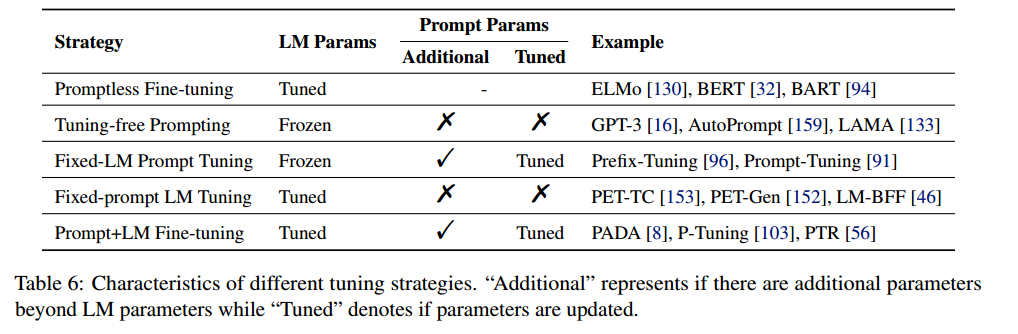 Prompt Params
Strategy LM Params Example
Additional Tuned
Promptless Fine-tuning Tuned - ELMo [130], BERT [32], BART [94]
Tuning-free Prompting Frozen ✗ ✗ GPT-3 [16], AutoPrompt [159], LAMA [133]
Fixed-LM Prompt Tuning Frozen ✓ Tuned Prefix-Tuning [96], Prompt-Tuning [91]
Fixed-prompt LM Tuning Tuned ✗ ✗ PET-TC [153], PET-Gen [152], LM-BFF [46]
Prompt+LM Fine-tuning Tuned ✓ Tuned PADA [8], P-Tuning [103], PTR [56]
Table 6: Characteristics of different tuning strategies. “Additional” represents if there are additional parameters
beyond LM parameters while “Tuned” denotes if parameters are updated.